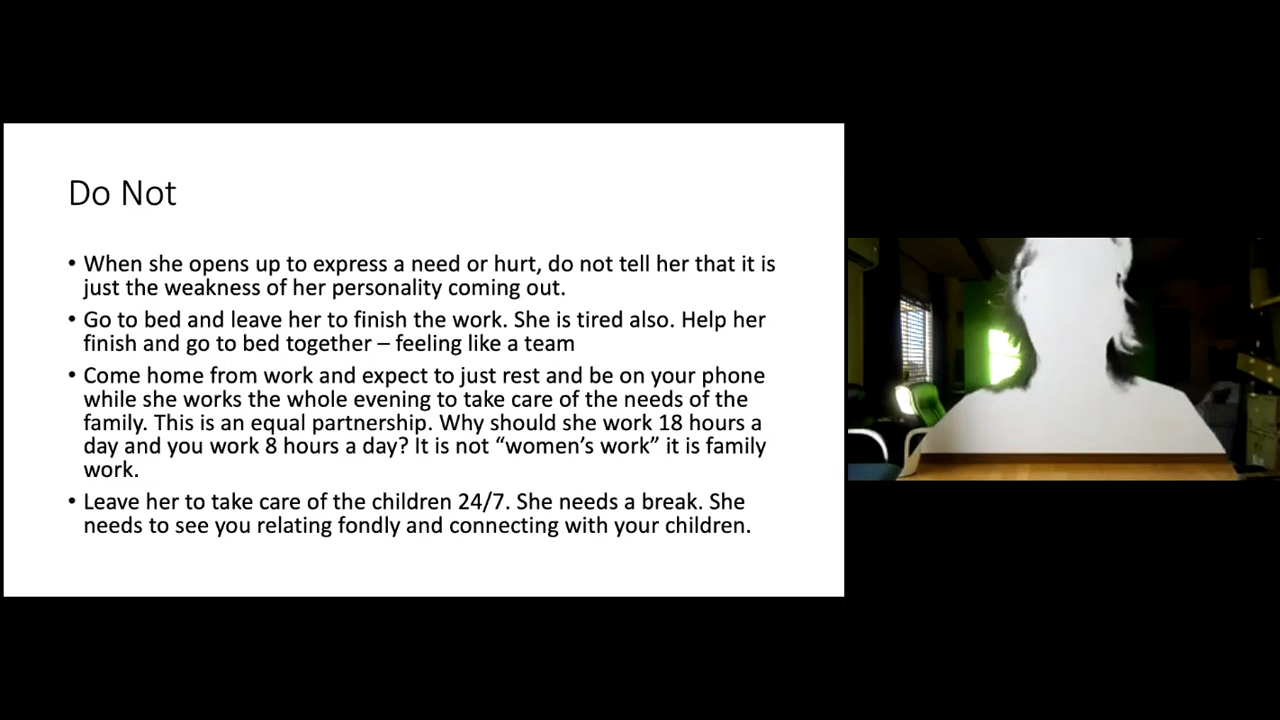 Do Not
• When she opens up to express a need or hurt, do not tell her that it is
just the weakness of her personality coming out.
• Go to bed and leave her to finish the work. She is tired also. Help her
finish and go to bed together – feeling like a team
• Come home from work and expect to just rest and be on your phone
while she works the whole evening to take care of the needs of the
family. This is an equal partnership. Why should she work 18 hours a
day and you work 8 hours a day? It is not “women’s work” it is family
work.
• Leave her to take care of the children 24/7. She needs a break. She
needs to see you relating fondly and connecting with your children.